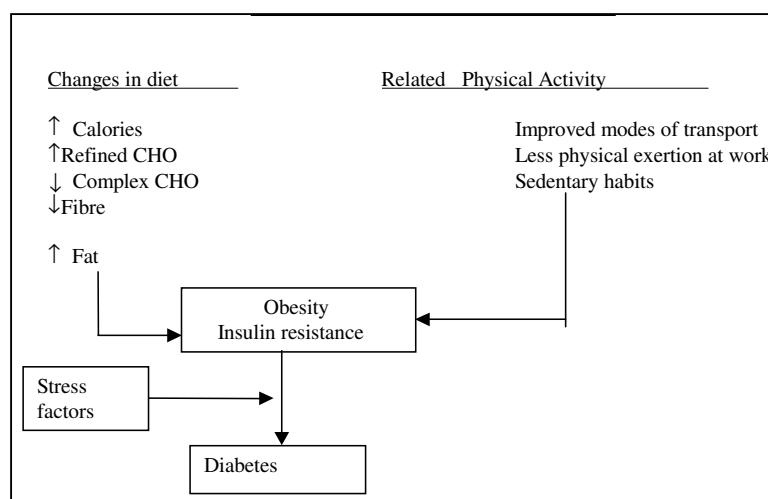 Changes in diet
↑ Calories
↑Refined CHO
↓ Complex CHO
↓Fibre
↑ Fat
Related Physical Activity
Improved modes of transport
Less physical exertion at work
Sedentary habits
Obesity
Insulin resistance
Stress
factors
Diabetes